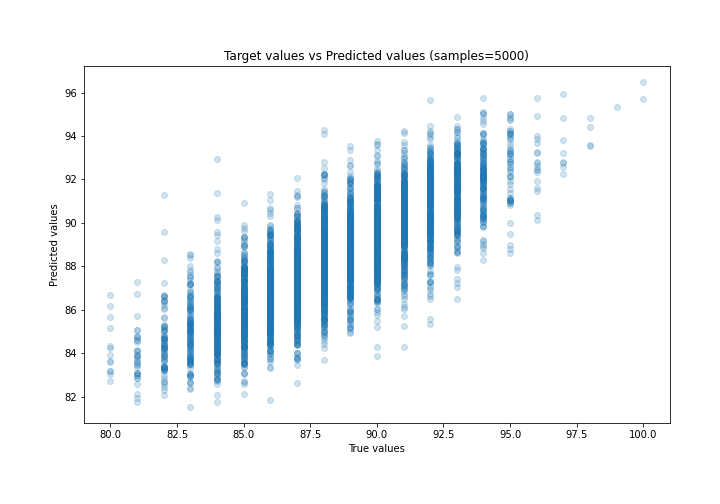 Target values vs Predicted values (samples=5000)
96
94
92
90
88
86
84
82
Predicted values
80.0 82.5 85.0 87.5 90.0 92.5 95.0 97.5 100.0
True values